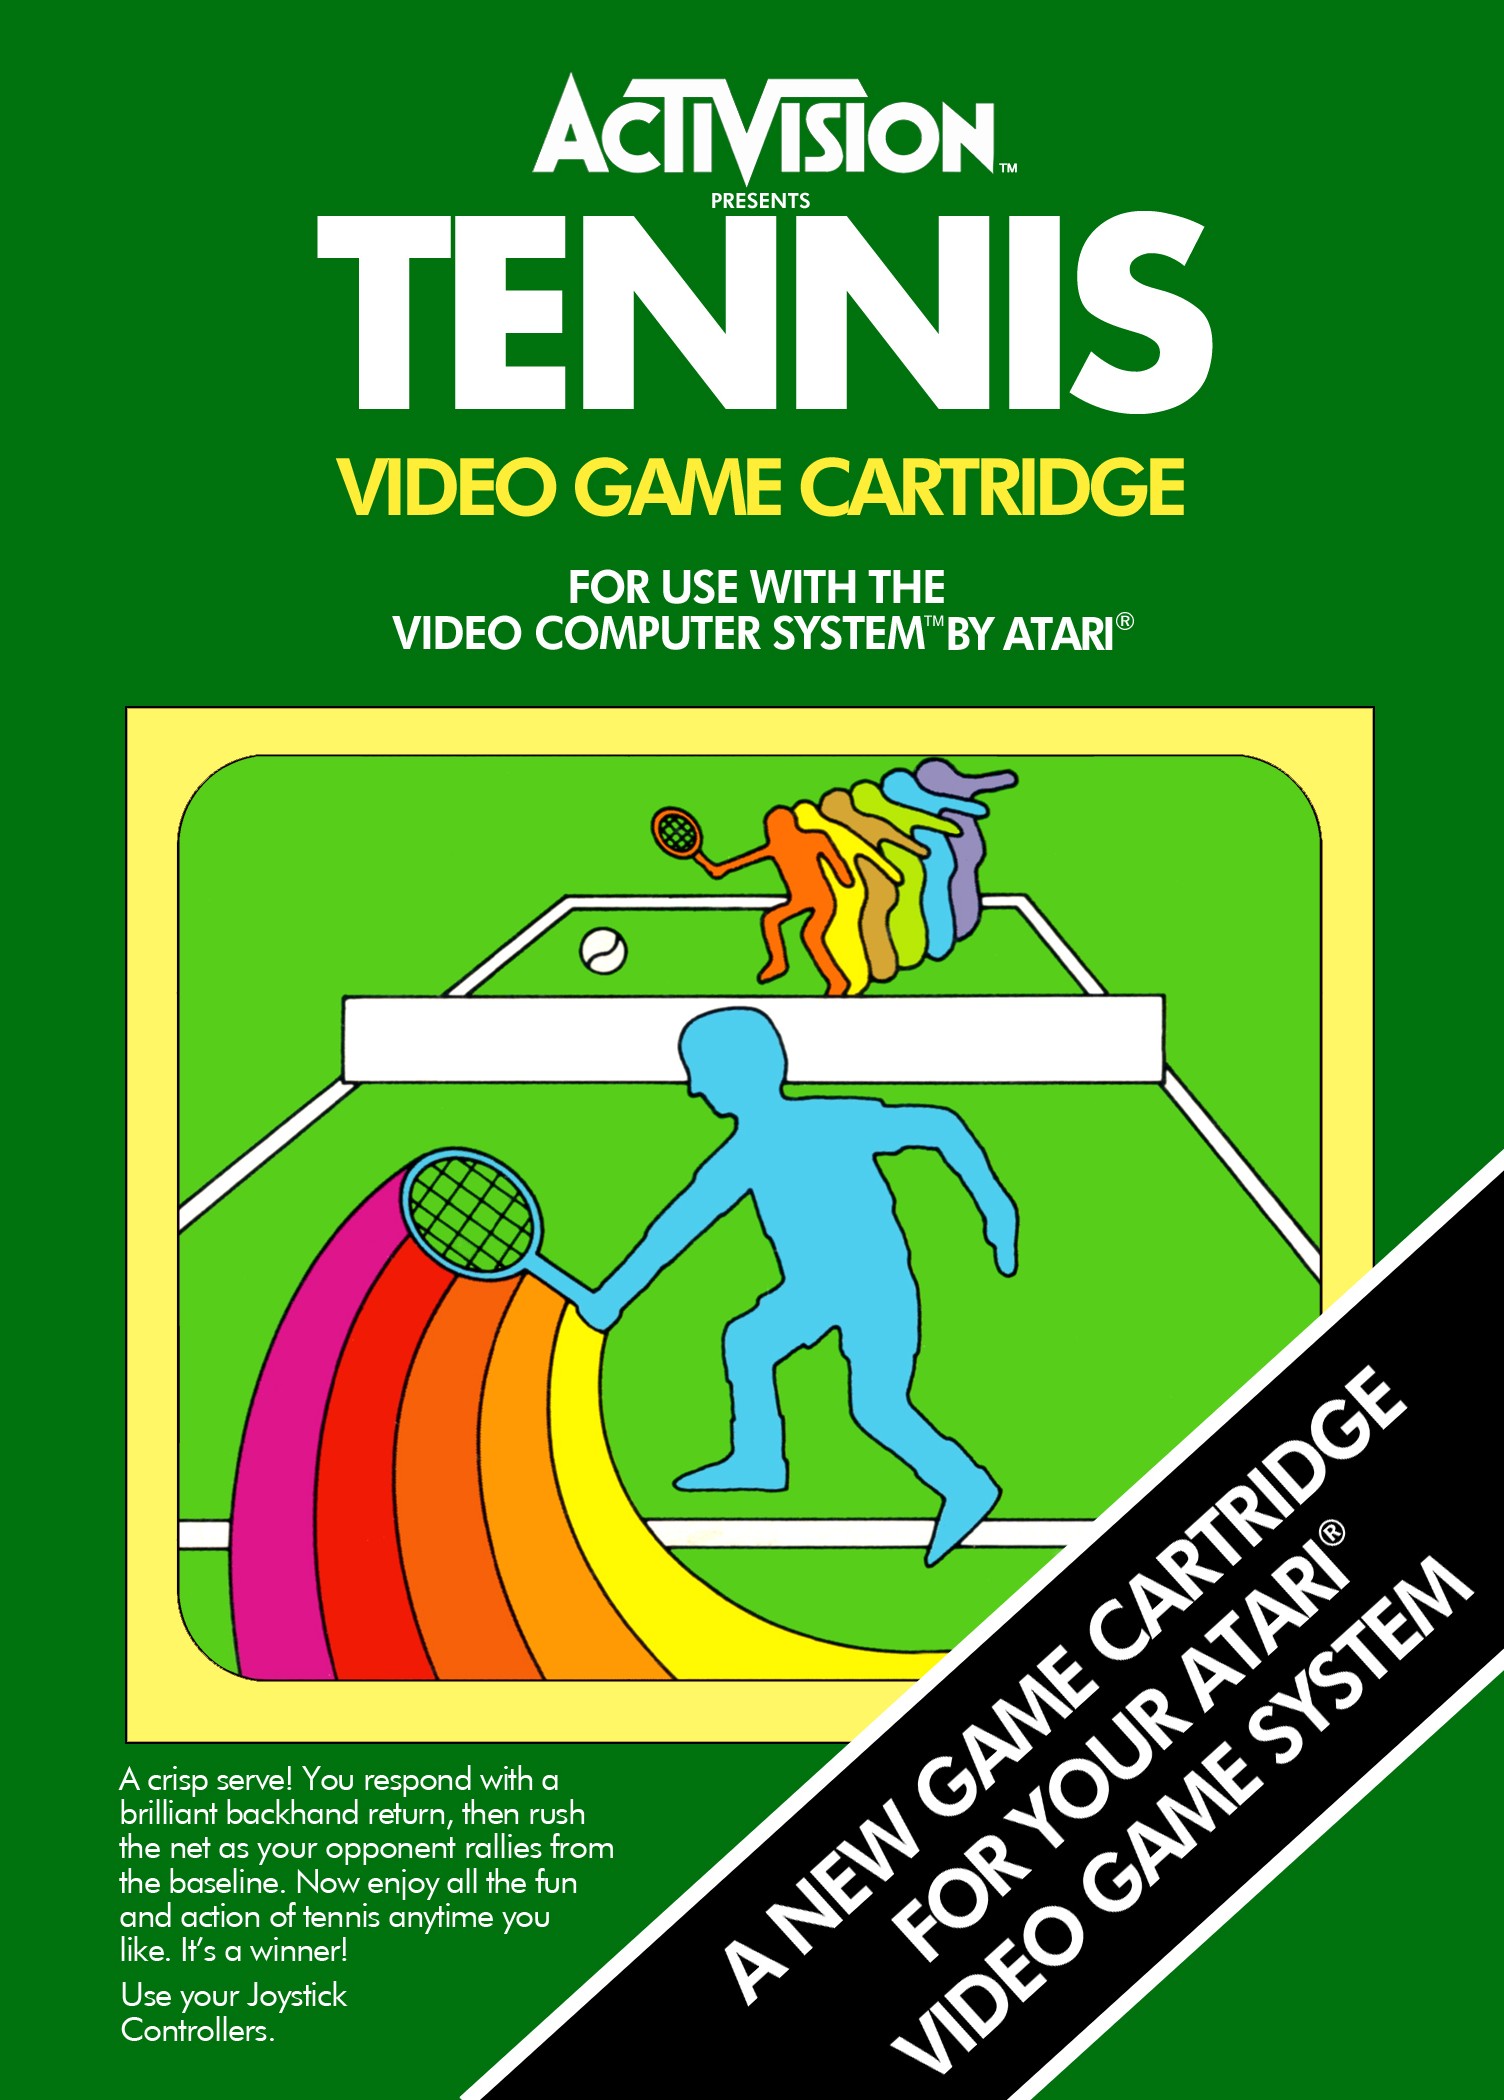 ACTIVISION™
PRESENTS
TENNIS
VIDEO GAME CARTRIDGE
FOR USE WITH THE
VIDEO COMPUTER SYSTEM™ BY ATARI®
A crisp serve! You respond with a
brilliant backhand return, then rush
the net as your opponent rallies from
the baseline. Now enjoy all the fun
and action of tennis anytime you
like. It's a winner!
Use your Joystick
Controllers.
A NEW GAME CARTRIDGE
FOR YOUR ATARI®
VIDEO GAME SYSTEM